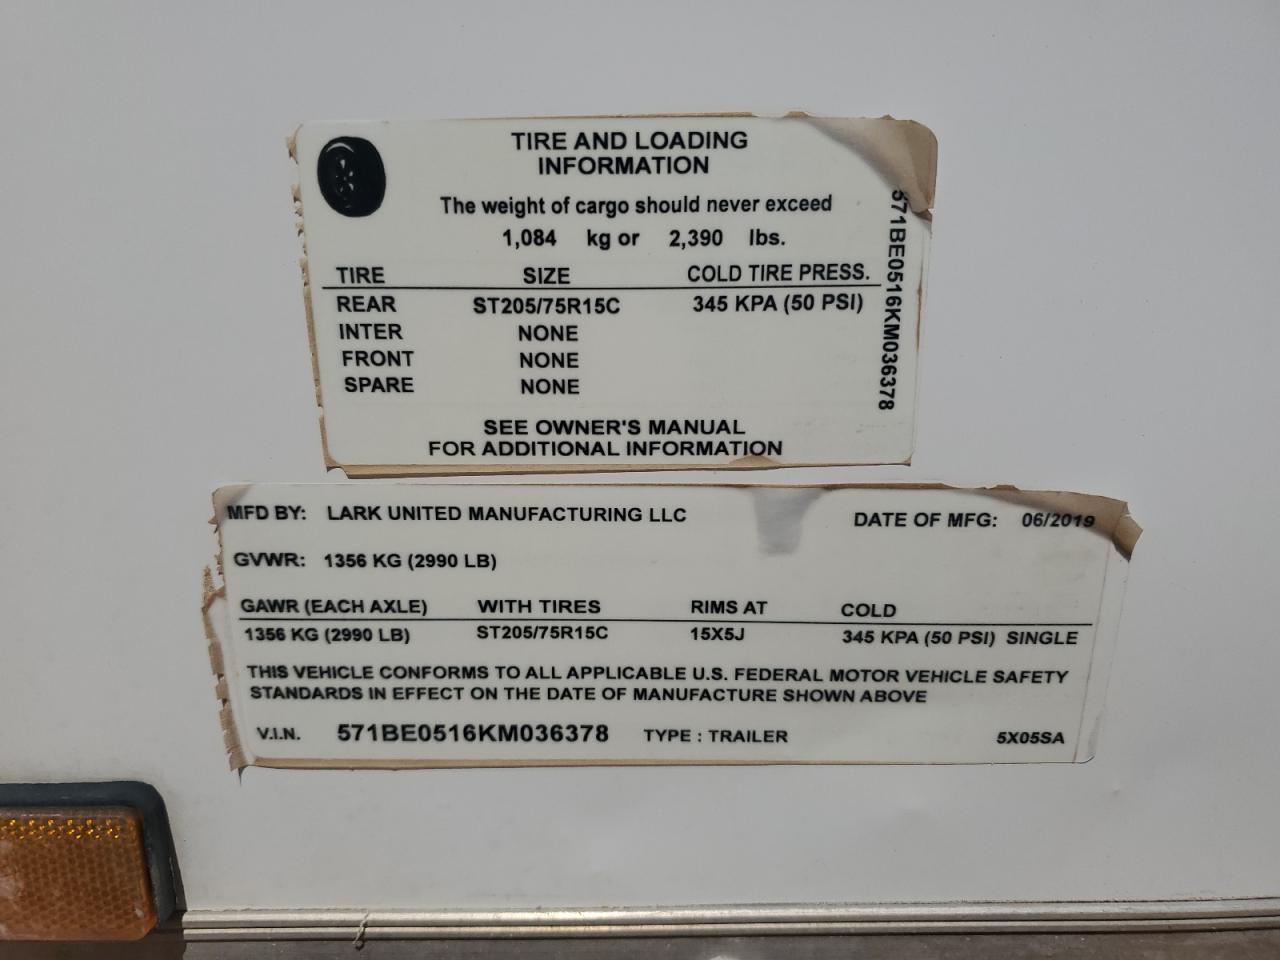 TIRE AND LOADING
INFORMATION
The weight of cargo should never exceed
1,084 kg or 2,390 lbs.
TIRE SIZE COLD TIRE PRESS.
REAR ST205/75R15C 345 KPA (50 PSI)
INTER NONE
FRONT NONE
SPARE NONE
SEE OWNER'S MANUAL
FOR ADDITIONAL INFORMATION
571BE0516KM036378
MFD BY: LARK UNITED MANUFACTURING LLC DATE OF MFG: 06/2019
GVWR: 1356 KG (2990 LB)
GAWR (EACH AXLE) WITH TIRES RIMS AT COLD
1356 KG (2990 LB) ST205/75R15C 15X5J 345 KPA (50 PSI) SINGLE
THIS VEHICLE CONFORMS TO ALL APPLICABLE U.S. FEDERAL MOTOR VEHICLE SAFETY
STANDARDS IN EFFECT ON THE DATE OF MANUFACTURE SHOWN ABOVE
V.I.N. 571BE0516KM036378 TYPE : TRAILER 5X05SA